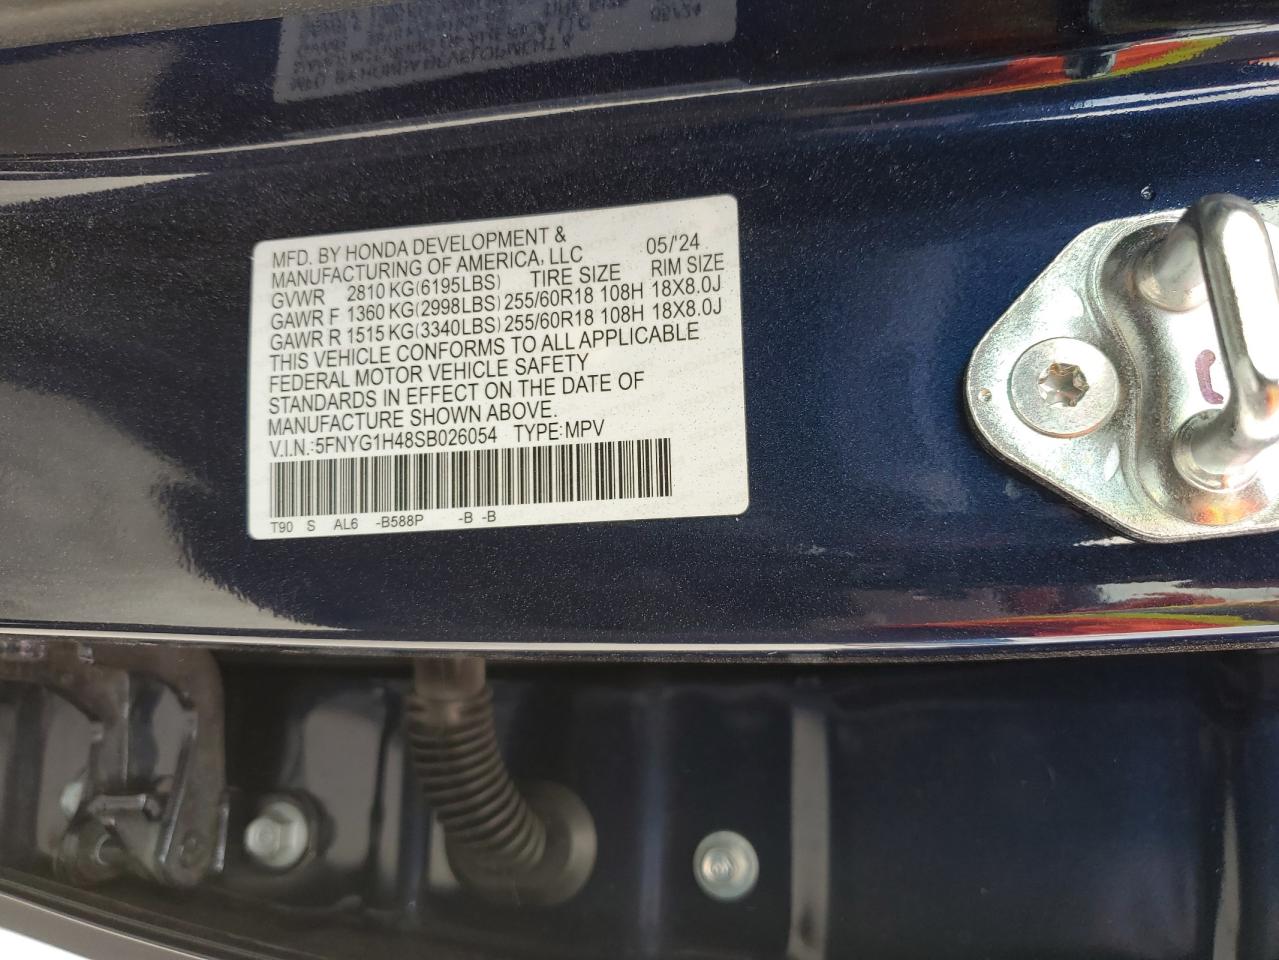 MFD. BY HONDA DEVELOPMENT & 05/'24
MANUFACTURING OF AMERICA, LLC
GVWR 2810 KG(6195LBS) TIRE SIZE RIM SIZE
GAWR F 1360 KG(2998LBS) 255/60R18 108H 18X8.0J
GAWR R 1515 KG(3340LBS) 255/60R18 108H 18X8.0J
THIS VEHICLE CONFORMS TO ALL APPLICABLE
FEDERAL MOTOR VEHICLE SAFETY
STANDARDS IN EFFECT ON THE DATE OF
MANUFACTURE SHOWN ABOVE.
V.I.N.:5FNYG1H48SB026054 TYPE:MPV
T90 S AL6 -B588P -B -B